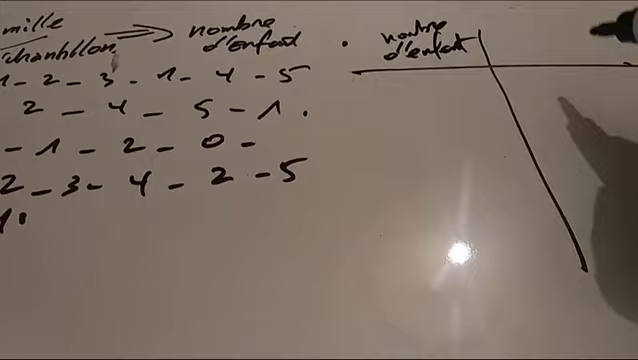 mille
chantillon ⟹ nombre d'enfant
1 - 2 - 3 - 1 - 4 - 5
2 - 4 - 5 - 1 .
- 1 - 2 - 0 -
2 - 3 - 4 - 2 - 5
1.
nombre
d'enfant